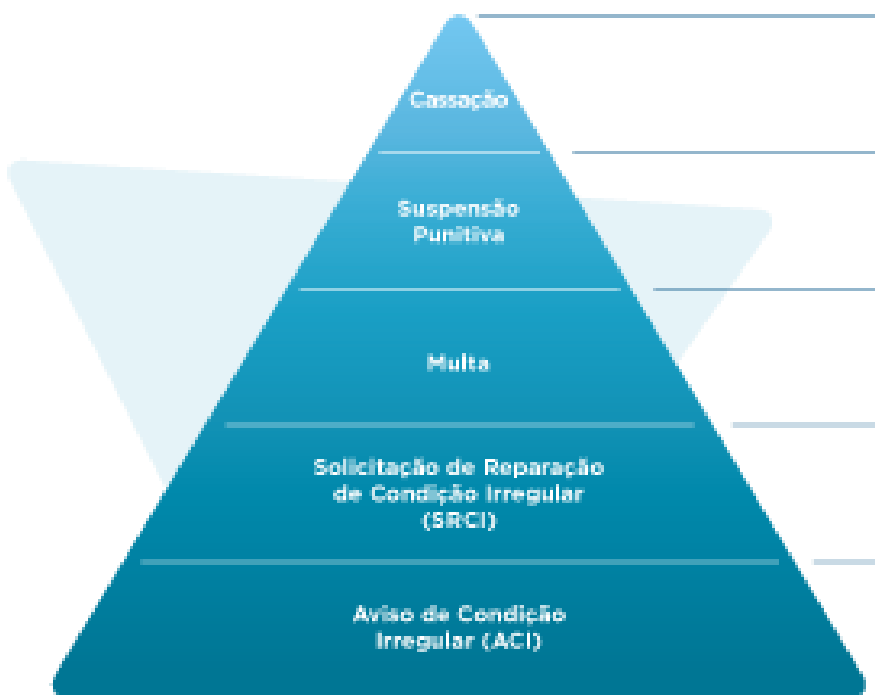 Cassação
Suspensão
Punitiva
Multa
Solicitação de Reparação
de Condição Irregular
(SRCI)
Aviso de Condição
Irregular (ACI)